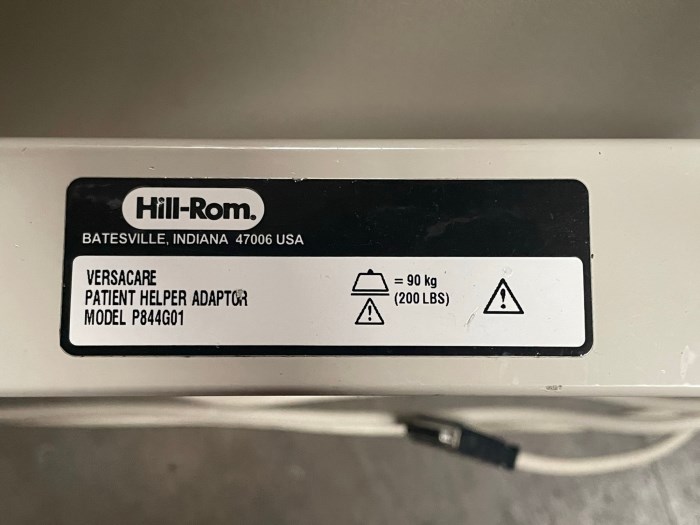 Hill-Rom.
BATESVILLE, INDIANA 47006 USA
VERSACARE
PATIENT HELPER ADAPTOR
MODEL P844G01
= 90 kg
(200 LBS)